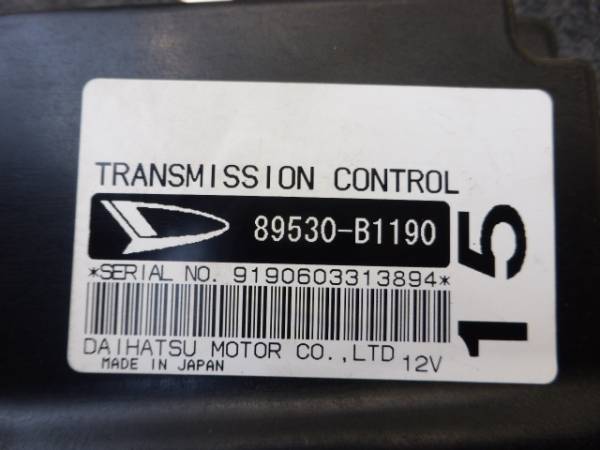 TRANSMISSION CONTROL
89530-B1190
*SERIAL NO. 9190603313894*
DAIHATSU MOTOR CO.,LTD 12V
MADE IN JAPAN
15